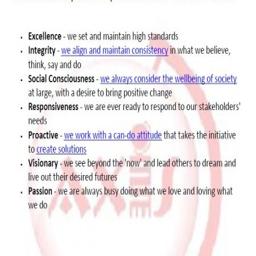 • Excellence - we set and maintain high standards
• Integrity - we align and maintain consistency in what we believe,
think, say and do
• Social Consciousness - we always consider the wellbeing of society
at large, with a desire to bring positive change
• Responsiveness - we are ever ready to respond to our stakeholders'
needs
• Proactive - we work with a can-do attitude that takes the initiative
to create solutions
• Visionary - we see beyond the 'now' and lead others to dream and
live out their desired futures
• Passion - we are always busy doing what we love and loving what
we do